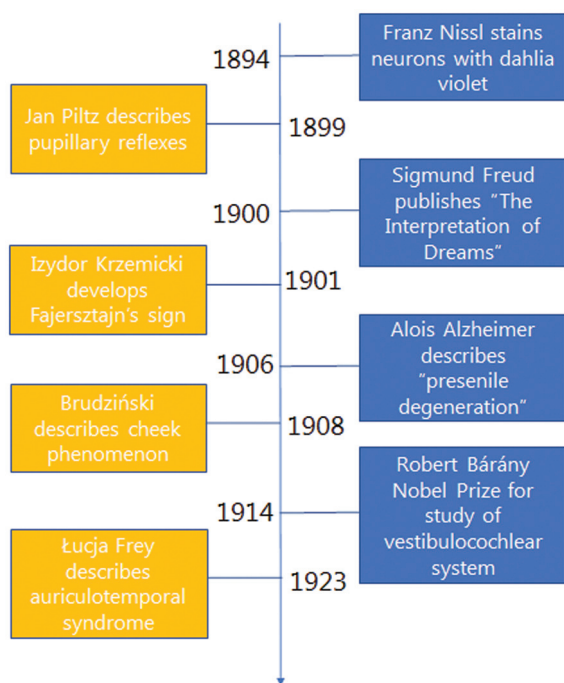 Franz Nissl stains
neurons with dahlia
violet
1894
Jan Piltz describes
pupillary reflexes
1899
Sigmund Freud
publishes "The
Interpretation of
Dreams"
1900
Izydor Krzemicki
develops
Fajersztajn's sign
1901
Alois Alzheimer
describes
"presenile
degeneration"
1906
Brudziński
describes cheek
phenomenon
1908
Robert Bárány
Nobel Prize for
study of
vestibulocochlear
system
1914
Łucja Frey
describes
auriculotemporal
syndrome
1923